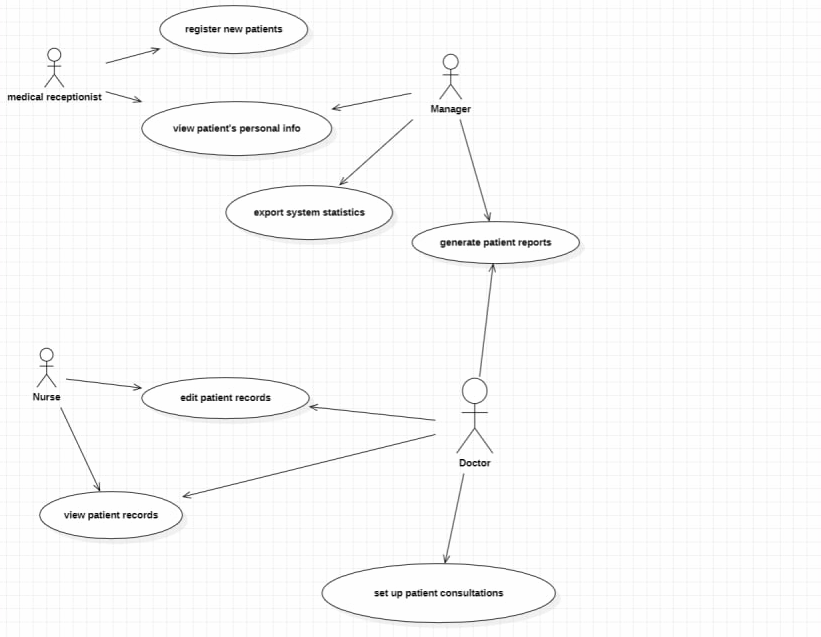 register new patients
medical receptionist
Manager
view patient's personal info
export system statistics
generate patient reports
Nurse
edit patient records
Doctor
view patient records
set up patient consultations